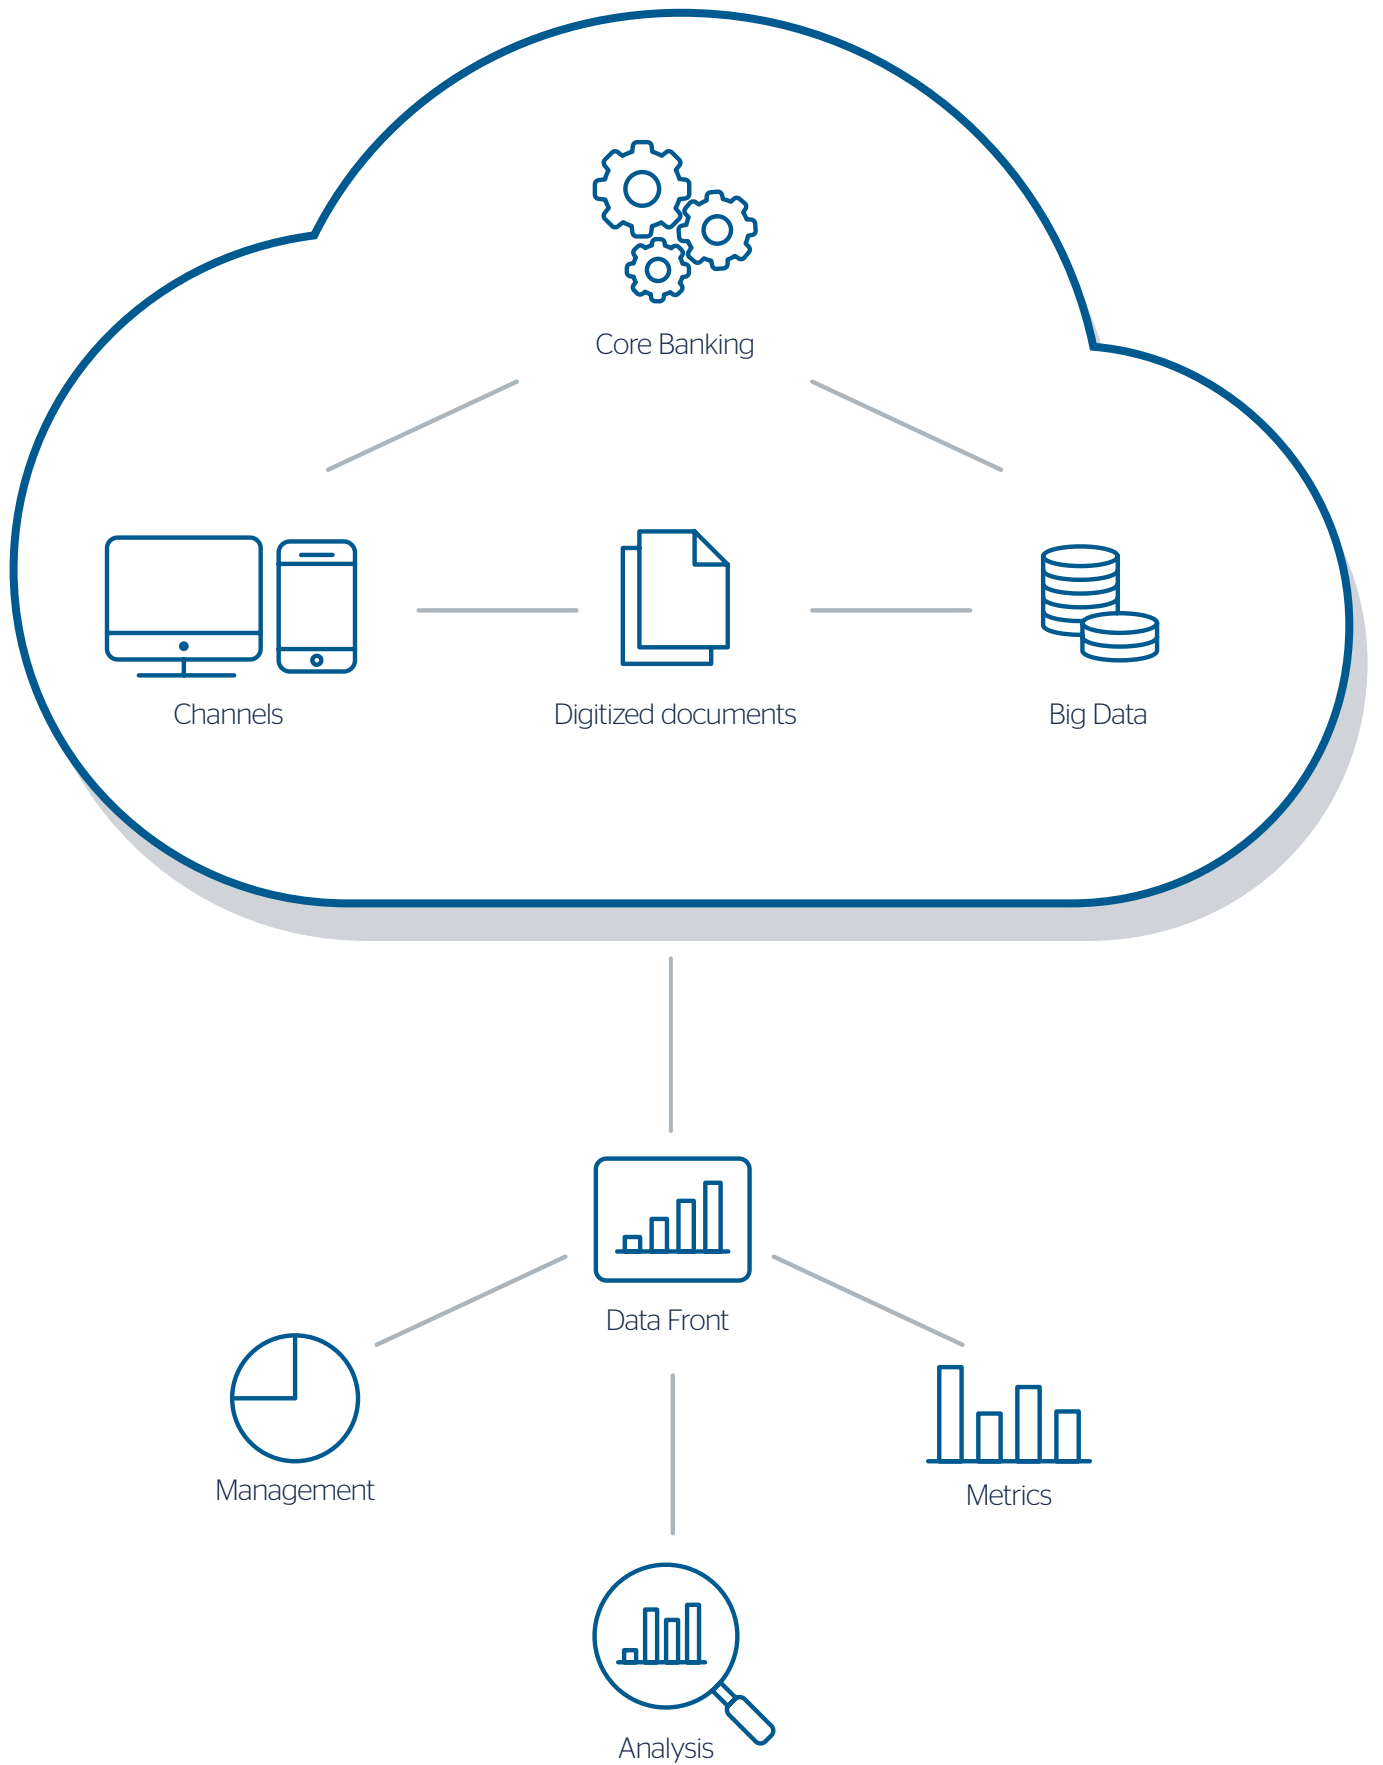 Core Banking
Channels
Digitized documents
Big Data
Data Front
Management
Metrics
Analysis